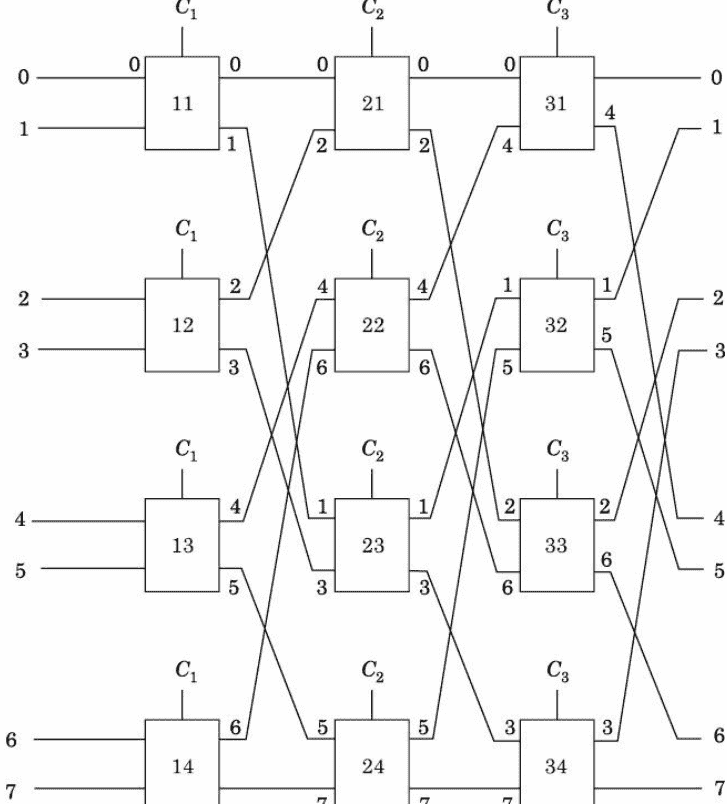 C₁ C₂ C₃
0 0 0 0 0 0 0
11 21 31
1 1 2 2 4 4 1
C₁ C₂ C₃
2 2 4 4 1 1 2
12 22 32
3 3 6 6 5 5 3
C₁ C₂ C₃
4 4 1 1 2 2 4
13 23 33
5 5 3 3 6 6 5
C₁ C₂ C₃
6 6 5 5 3 3 6
14 24 34
7 7 7 7 7